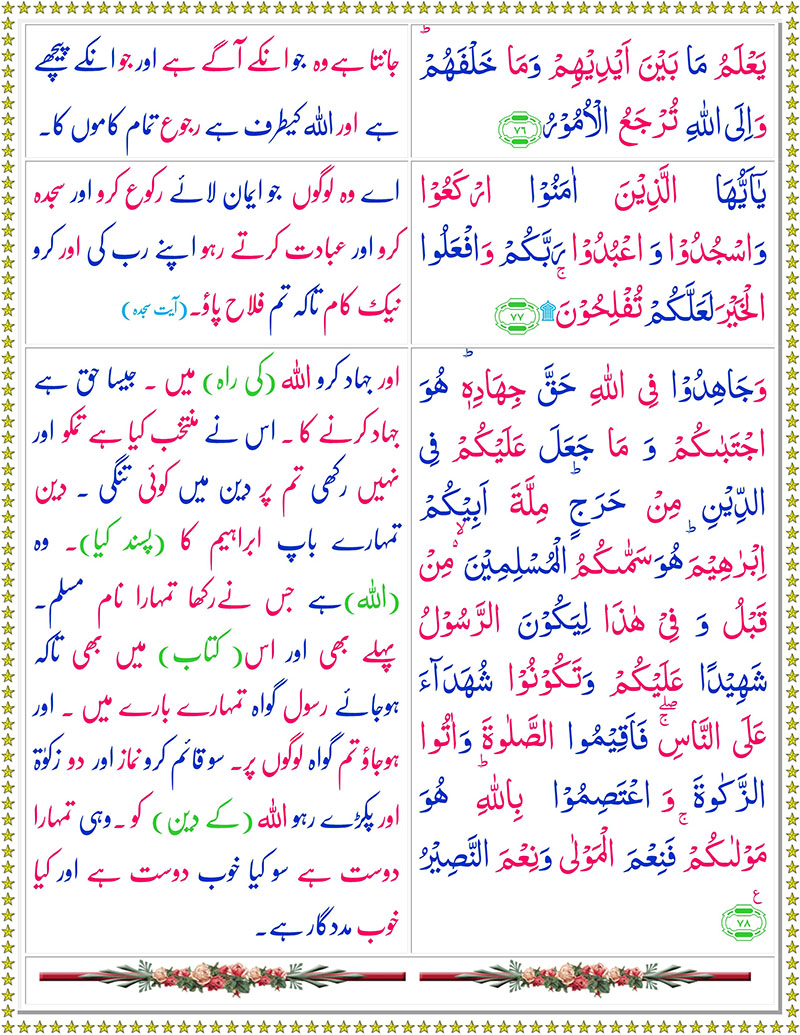 یَعْلَمُ مَا بَیْنَ اَیْدِیْهِمْ وَمَا خَلْفَهُمْ ؕ
وَاِلَى اللّٰهِ تُرْجَعُ الْاُمُوْرُ ﴿۷۶﴾
جانتا ہے وہ جو انکے آگے ہے اور جو انکے پیچھے
ہے اور اللہ کیطرف ہے رجوع تمام کاموں کا۔
یٰۤاَیُّهَا الَّذِیْنَ اٰمَنُوْا ارْكَعُوْا
وَاسْجُدُوْا وَ اعْبُدُوْا رَبَّكُمْ وَافْعَلُوا
الْخَیْرَ لَعَلَّكُمْ تُفْلِحُوْنَ ۚ۩ ﴿۷۷﴾
اے وہ لوگوں جو ایمان لائے رکوع کرو اور سجدہ
کرو اور عبادت کرتے رہو اپنے رب کی اور کرو
نیک کام تاکہ تم فلاح پاؤ۔ (آیت سجدہ)
وَجَاهِدُوْا فِی اللّٰهِ حَقَّ جِهَادِهٖ ؕ هُوَ
اجْتَبٰىكُمْ وَ مَا جَعَلَ عَلَیْكُمْ فِی
الدِّیْنِ مِنْ حَرَجٍ ؕ مِلَّةَ اَبِیْكُمْ
اِبْرٰهِیْمَ ؕ هُوَ سَمّٰىكُمُ الْمُسْلِمِیْنَ ۙ۬ مِنْ
قَبْلُ وَ فِیْ هٰذَا لِیَكُوْنَ الرَّسُوْلُ
شَهِیْدًا عَلَیْكُمْ وَتَكُوْنُوْا شُهَدَآءَ
عَلَى النَّاسِ ۚۖ فَاَقِیْمُوا الصَّلٰوةَ وَاٰتُوا
الزَّكٰوةَ وَ اعْتَصِمُوْا بِاللّٰهِ ؕ هُوَ
مَوْلٰىكُمْ ۚ فَنِعْمَ الْمَوْلٰى وَنِعْمَ النَّصِیْرُ
ع
﴿۷۸﴾
اور جہاد کرو اللہ (کی راہ) میں ۔ جیسا حق ہے
جہاد کرنے کا ۔ اس نے منتخب کیا ہے تمکو اور
نہیں رکھی تم پر دین میں کوئی تنگی ۔ دین
تمہارے باپ ابراہیم کا (پسند کیا)۔ وہ
(اللہ) ہے جس نے رکھا تمہارا نام مسلم۔
پہلے بھی اور اس (کتاب) میں بھی تاکہ
ہوجائے رسول گواہ تمہارے بارے میں ۔ اور
ہوجاؤ تم گواہ لوگوں پر۔ سو قائم کرو نماز اور دو زکوٰۃ
اور پکڑے رہو اللہ (کے دین) کو ۔ وہی تمہارا
دوست ہے سو کیا خوب دوست ہے اور کیا
خوب مددگار ہے۔